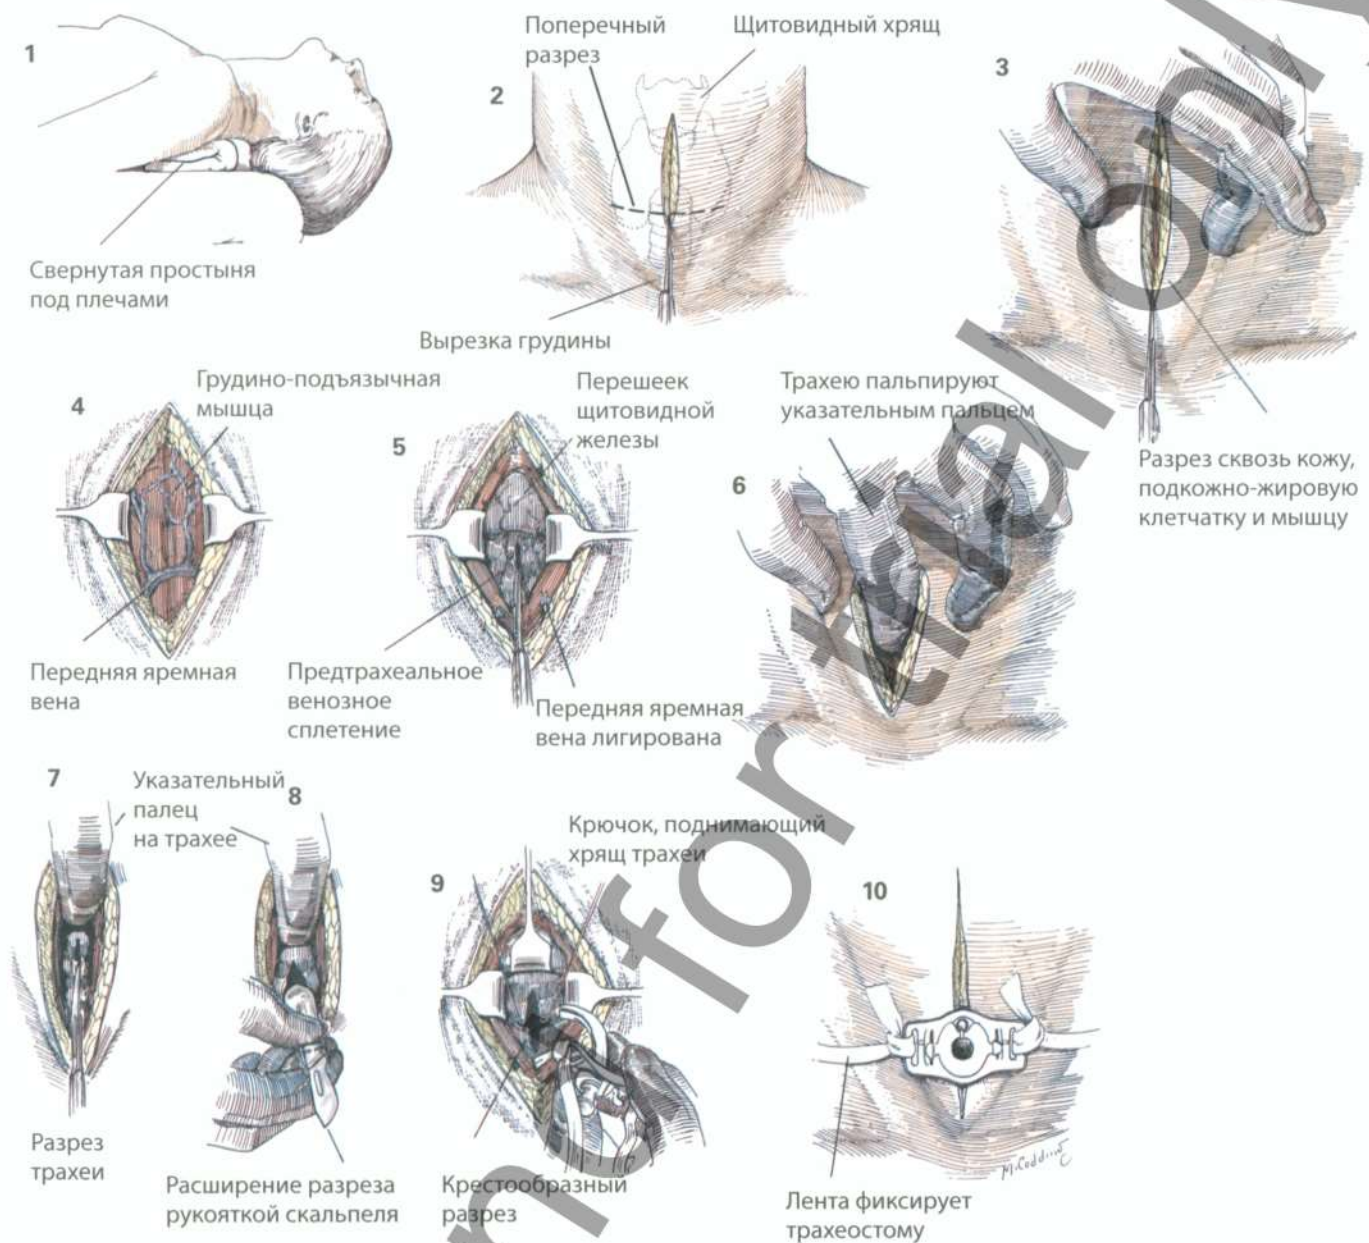 1
Свернутая простыня
под плечами
2
Поперечный
разрез
Щитовидный хрящ
Вырезка грудины
3
Разрез сквозь кожу,
подкожно-жировую
клетчатку и мышцу
4
Грудино-подъязычная
мышца
Передняя яремная
вена
5
Перешеек
щитовидной
железы
Предтрахеальное
венозное
сплетение
Передняя яремная
вена лигирована
6
Трахею пальпируют
указательным пальцем
7
Указательный
палец
на трахее
Разрез
трахеи
8
Расширение разреза
рукояткой скальпеля
9
Крючок, поднимающий
хрящ трахеи
Крестообразный
разрез
10
Лента фиксирует
трахеостому
for trial only